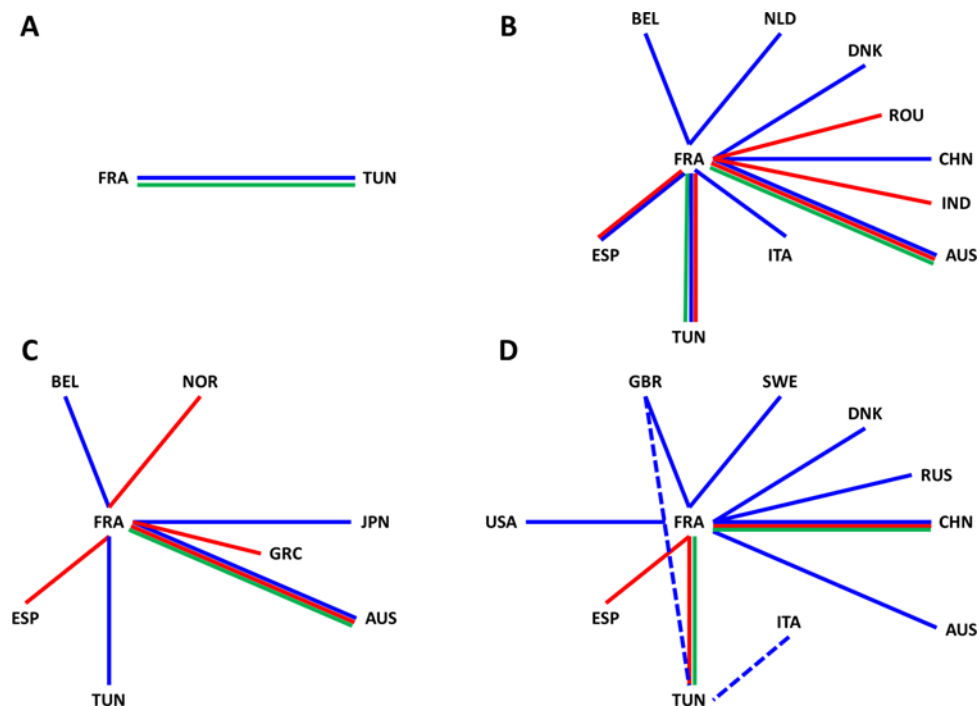 A
FRA TUN
B
BEL NLD
DNK
ROU
FRA CHN
IND
ESP ITA AUS
TUN
C
BEL NOR
FRA JPN
GRC
ESP AUS
TUN
D
GBR SWE
DNK
RUS
USA FRA CHN
ESP ITA AUS
TUN